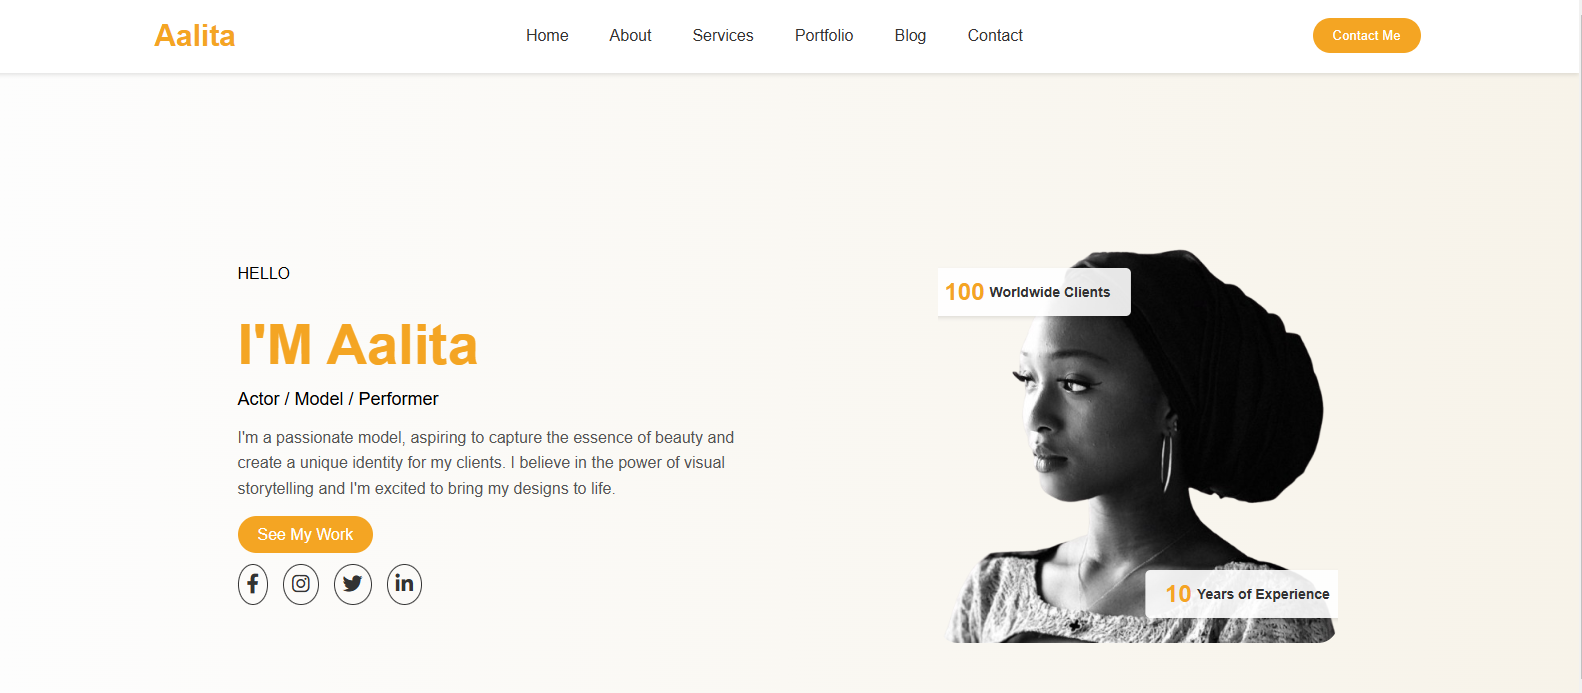 Aalita
Home About Services Portfolio Blog Contact
Contact Me
HELLO
I'M Aalita
Actor / Model / Performer
I'm a passionate model, aspiring to capture the essence of beauty and
create a unique identity for my clients. I believe in the power of visual
storytelling and I'm excited to bring my designs to life.
See My Work
100 Worldwide Clients
10 Years of Experience